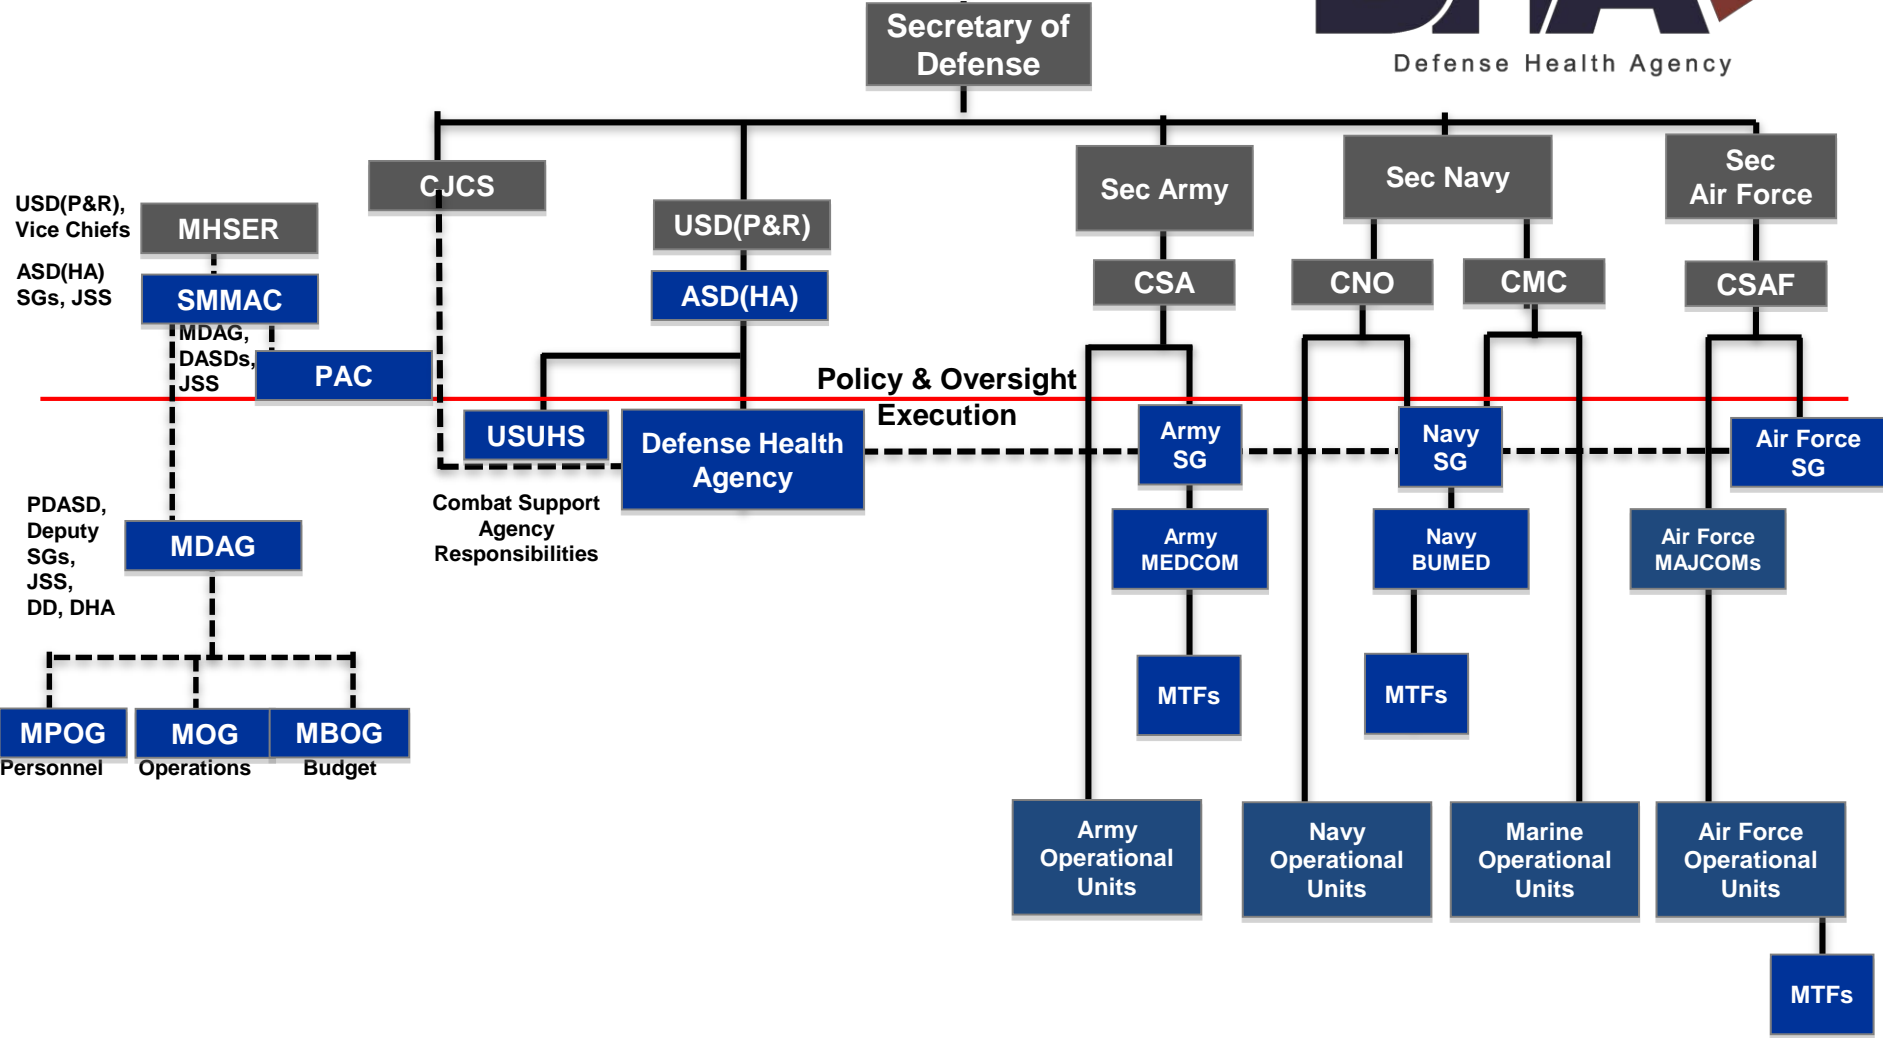 Secretary of
Defense
DHA
Defense Health Agency
CJCS
USD(P&R)
ASD(HA)
Sec Army
Sec Navy
Sec
Air Force
USD(P&R),
Vice Chiefs
MHSER
ASD(HA)
SGs, JSS
SMMAC
MDAG,
DASDs,
JSS
PAC
CSA
CNO
CMC
CSAF
Policy & Oversight
Execution
USUHS
Defense Health
Agency
Combat Support
Agency
Responsibilities
Army
SG
Navy
SG
Air Force
SG
PDASD,
Deputy
SGs,
JSS,
DD, DHA
MDAG
Army
MEDCOM
Navy
BUMED
Air Force
MAJCOMs
MTFs
MTFs
MPOG
MOG
MBOG
Personnel
Operations
Budget
Army
Operational
Units
Navy
Operational
Units
Marine
Operational
Units
Air Force
Operational
Units
MTFs